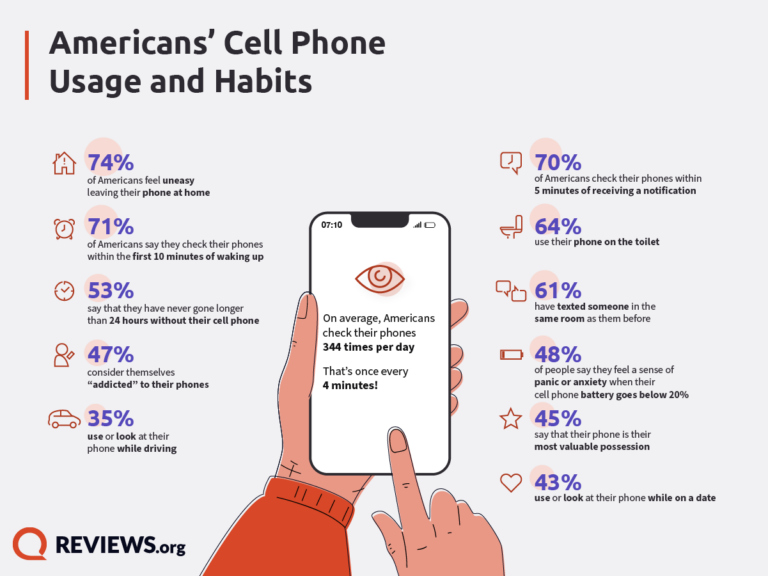 Americans’ Cell Phone
Usage and Habits
74%
of Americans feel uneasy
leaving their phone at home
71%
of Americans say they check their phones
within the first 10 minutes of waking up
53%
say that they have never gone longer
than 24 hours without their cell phone
47%
consider themselves
“addicted” to their phones
35%
use or look at their
phone while driving
07:10
On average, Americans
check their phones
344 times per day
That’s once every
4 minutes!
70%
of Americans check their phones within
5 minutes of receiving a notification
64%
use their phone on the toilet
61%
have texted someone in the
same room as them before
48%
of people say they feel a sense of
panic or anxiety when their
cell phone battery goes below 20%
45%
say that their phone is their
most valuable possession
43%
use or look at their phone while on a date
REVIEWS.org